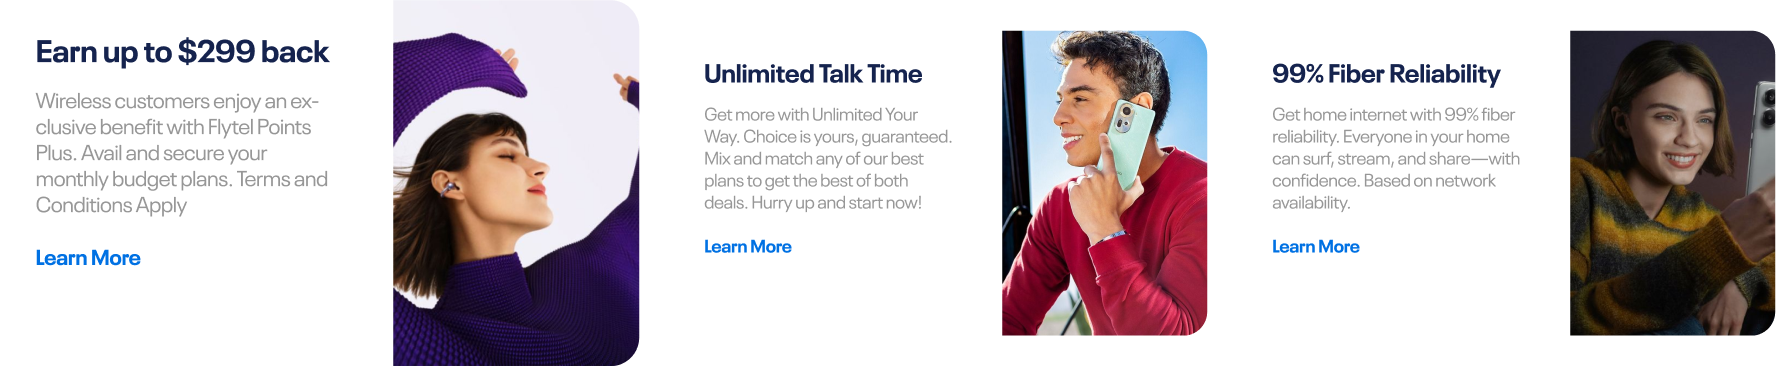 Earn up to $299 back
Wireless customers enjoy an ex-
clusive benefit with Flytel Points
Plus. Avail and secure your
monthly budget plans. Terms and
Conditions Apply
Learn More
Unlimited Talk Time
Get more with Unlimited Your
Way. Choice is yours, guaranteed.
Mix and match any of our best
plans to get the best of both
deals. Hurry up and start now!
Learn More
99% Fiber Reliability
Get home internet with 99% fiber
reliability. Everyone in your home
can surf, stream, and share—with
confidence. Based on network
availability.
Learn More